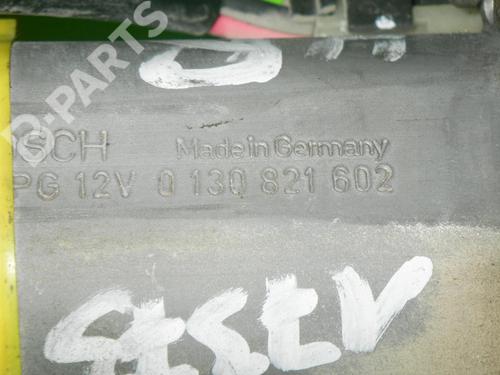 D
D-PARTS
SCH Made in Germany
PG 12V 0 130 821 602